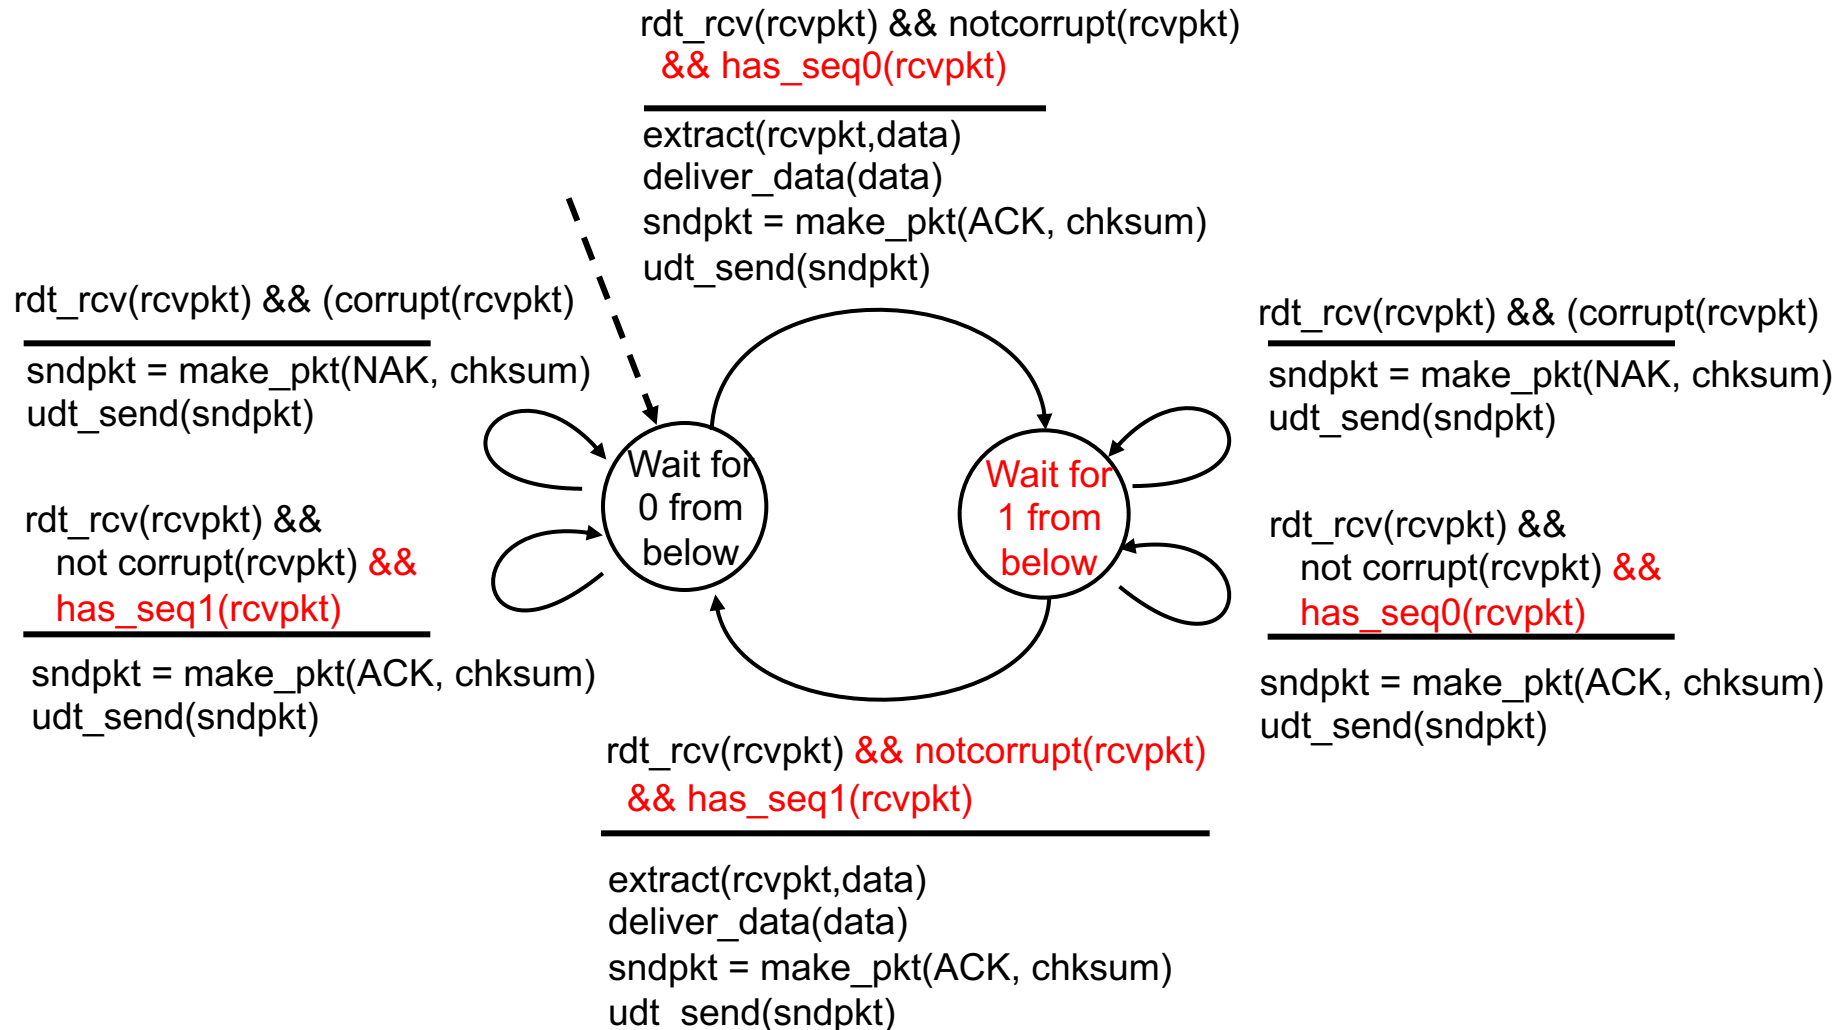 rdt_rcv(rcvpkt) && notcorrupt(rcvpkt)
&& has_seq0(rcvpkt)
extract(rcvpkt,data)
deliver_data(data)
sndpkt = make_pkt(ACK, chksum)
udt_send(sndpkt)
rdt_rcv(rcvpkt) && (corrupt(rcvpkt)
sndpkt = make_pkt(NAK, chksum)
udt_send(sndpkt)
rdt_rcv(rcvpkt) &&
not corrupt(rcvpkt) &&
has_seq1(rcvpkt)
sndpkt = make_pkt(ACK, chksum)
udt_send(sndpkt)
Wait for
0 from
below
Wait for
1 from
below
rdt_rcv(rcvpkt) && (corrupt(rcvpkt)
sndpkt = make_pkt(NAK, chksum)
udt_send(sndpkt)
rdt_rcv(rcvpkt) &&
not corrupt(rcvpkt) &&
has_seq0(rcvpkt)
sndpkt = make_pkt(ACK, chksum)
udt_send(sndpkt)
rdt_rcv(rcvpkt) && notcorrupt(rcvpkt)
&& has_seq1(rcvpkt)
extract(rcvpkt,data)
deliver_data(data)
sndpkt = make_pkt(ACK, chksum)
udt_send(sndpkt)